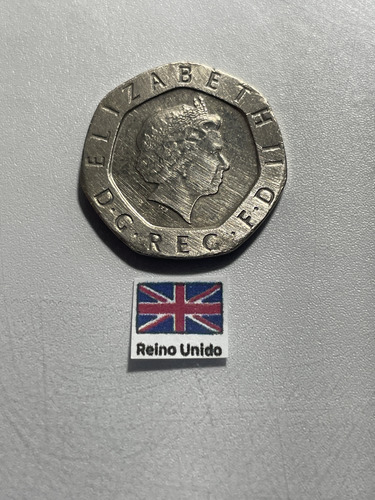 ELIZABETH II
D·G·REG·F·D
Reino Unido